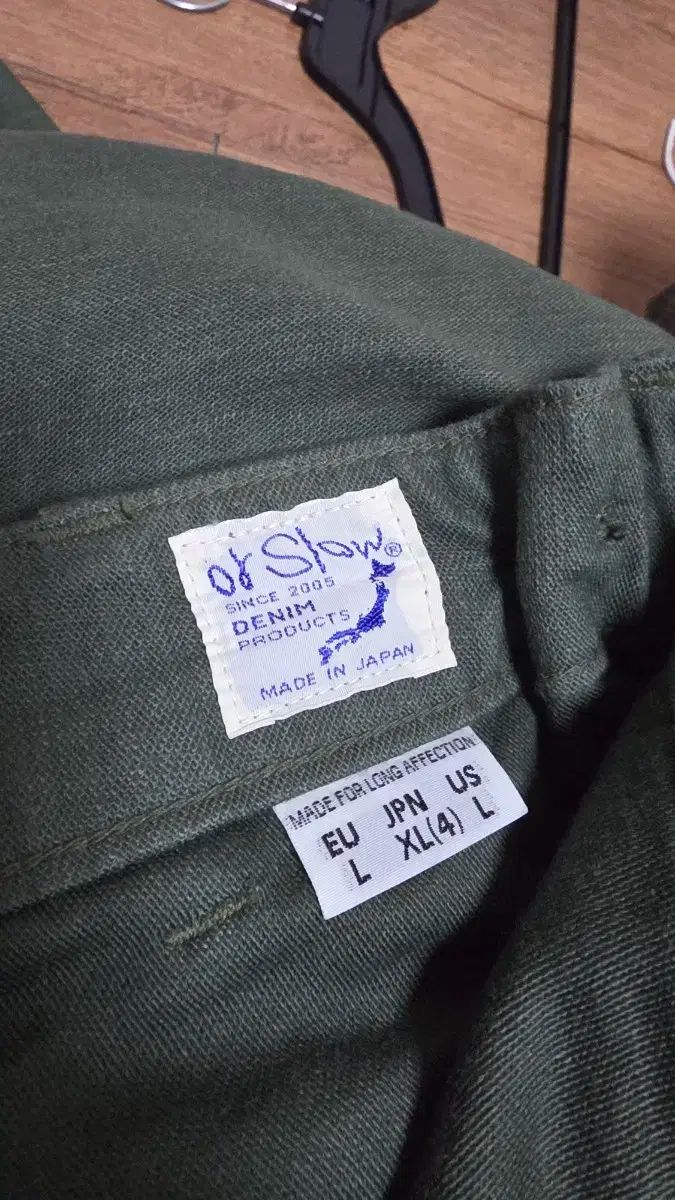 or Slow®
SINCE 2005
DENIM
PRODUCTS
MADE IN JAPAN
MADE FOR LONG AFFECTION
EU JPN US
L XL(4) L